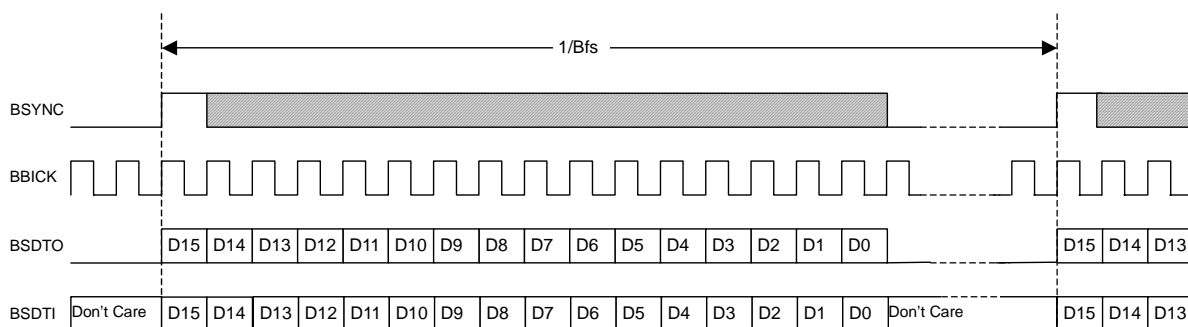 1/Bfs
BSYNC
BBICK
BSDTO D15 D14 D13 D12 D11 D10 D9 D8 D7 D6 D5 D4 D3 D2 D1 D0 D15 D14 D13
BSDTI Don't Care D15 D14 D13 D12 D11 D10 D9 D8 D7 D6 D5 D4 D3 D2 D1 D0 Don't Care D15 D14 D13